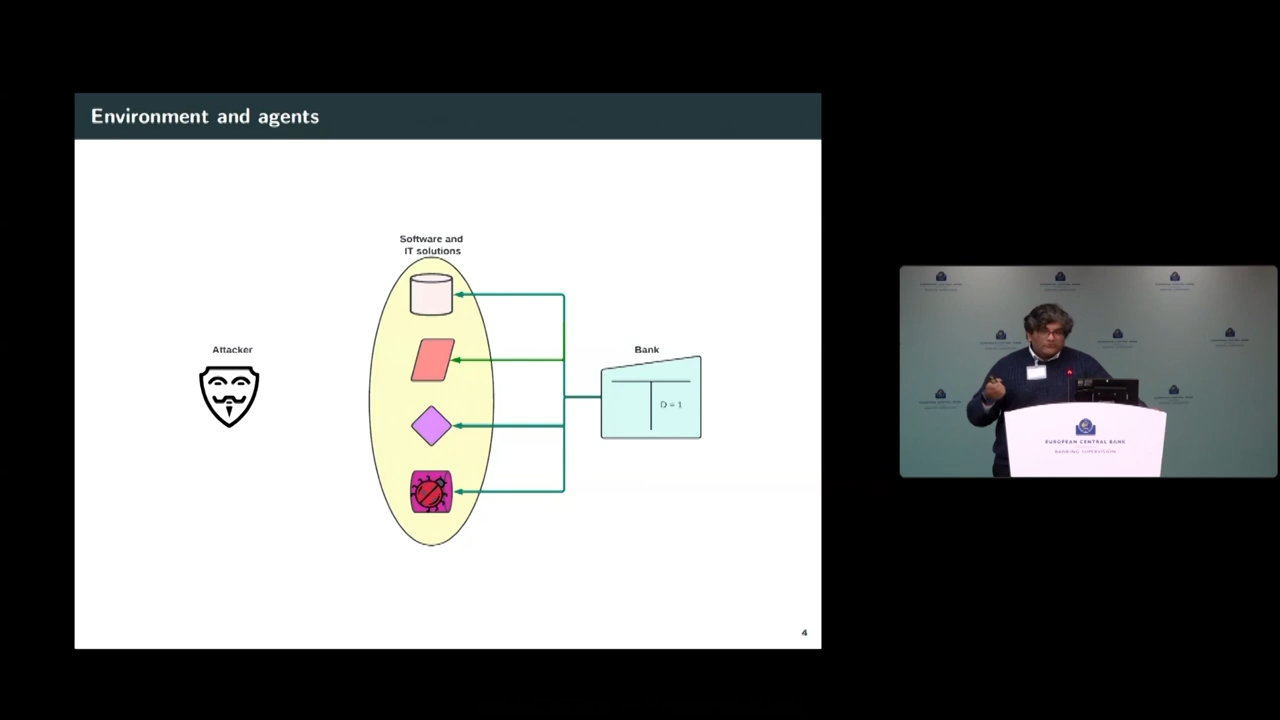 Environment and agents
Software and
IT solutions
Attacker
Bank
D = 1
4
EUROPEAN CENTRAL BANK
BANKING SUPERVISION